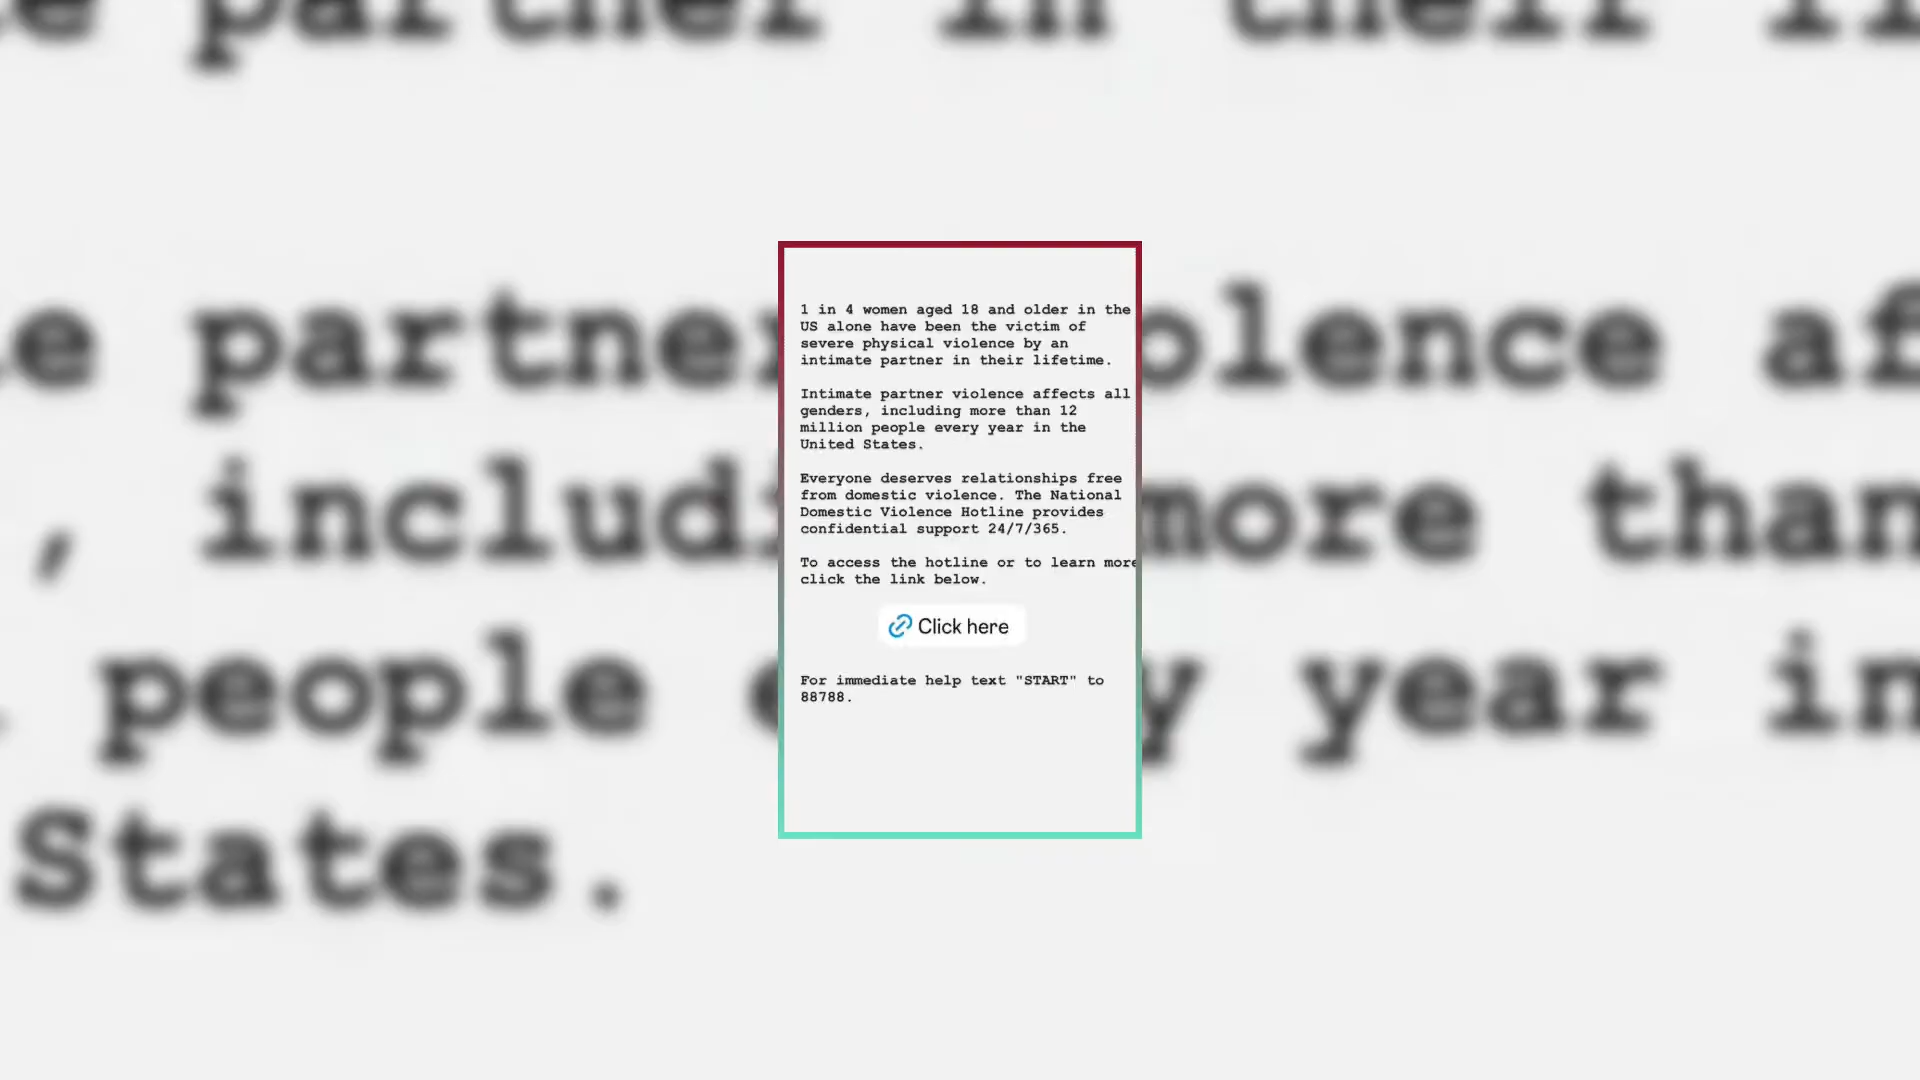 1 in 4 women aged 18 and older in the
US alone have been the victim of
severe physical violence by an
intimate partner in their lifetime.
Intimate partner violence affects all
genders, including more than 12
million people every year in the
United States.
Everyone deserves relationships free
from domestic violence. The National
Domestic Violence Hotline provides
confidential support 24/7/365.
To access the hotline or to learn more
click the link below.
Click here
For immediate help text "START" to
88788.